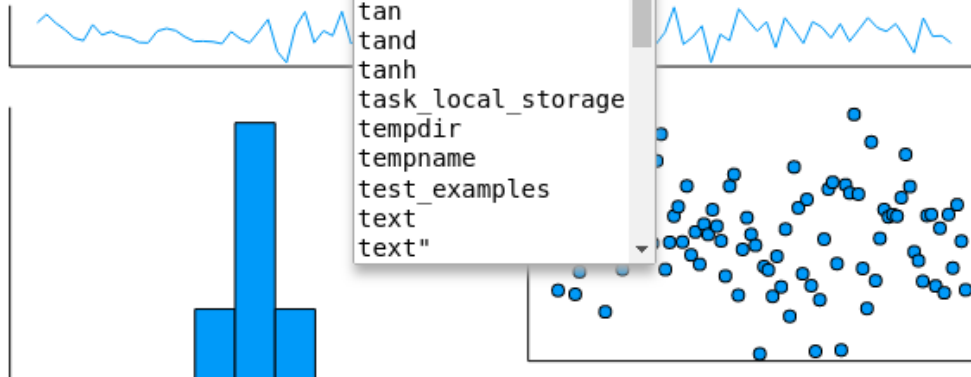 tan
tand
tanh
task_local_storage
tempdir
tempname
test_examples
text
text"